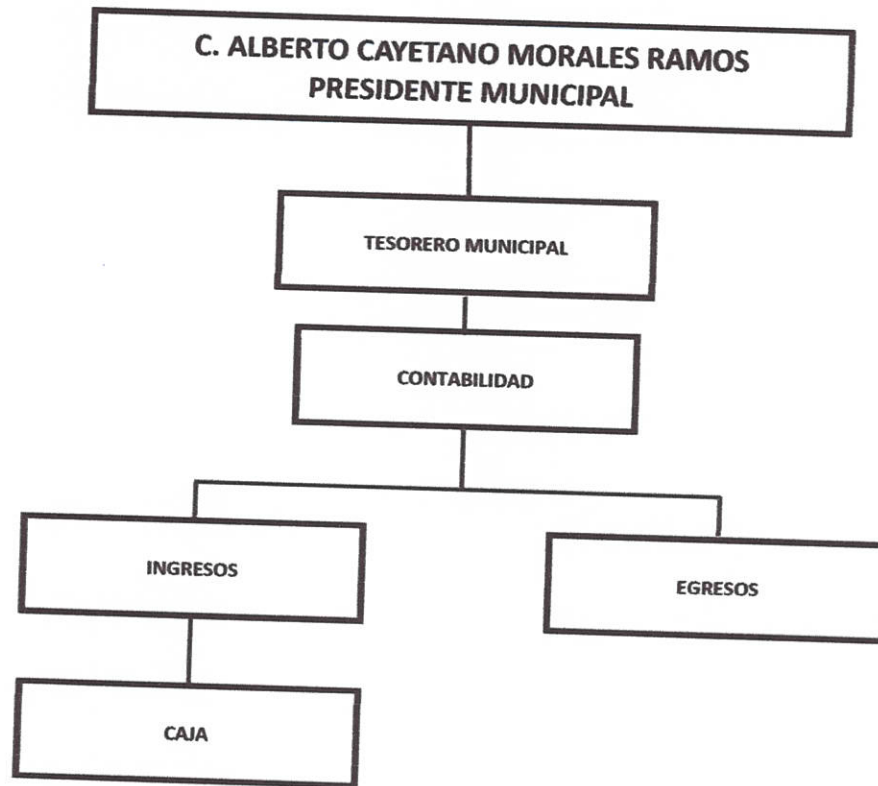 C. ALBERTO CAYETANO MORALES RAMOS
PRESIDENTE MUNICIPAL
TESORERO MUNICIPAL
CONTABILIDAD
INGRESOS
EGRESOS
CAJA